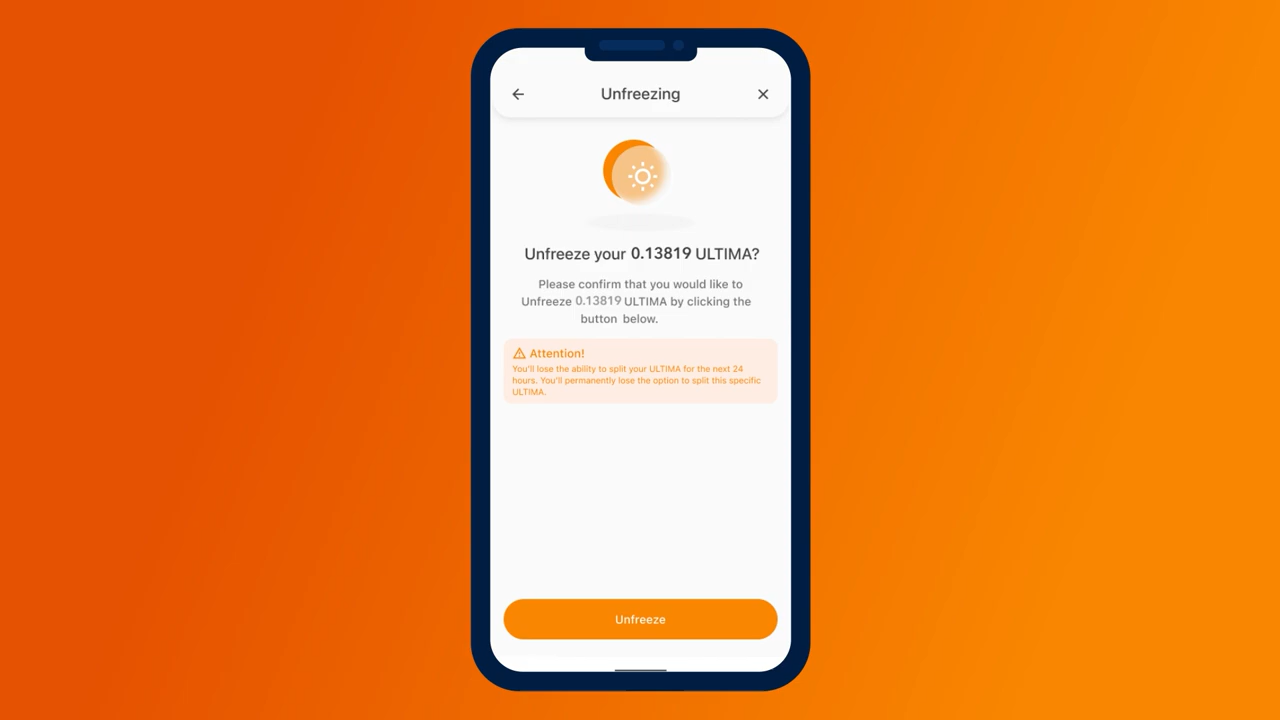 Unfreezing
Unfreeze your 0.13819 ULTIMA?
Please confirm that you would like to
Unfreeze 0.13819 ULTIMA by clicking the
button below.
Attention!
You'll lose the ability to split your ULTIMA for the next 24
hours. You'll permanently lose the option to split this specific
ULTIMA.
Unfreeze